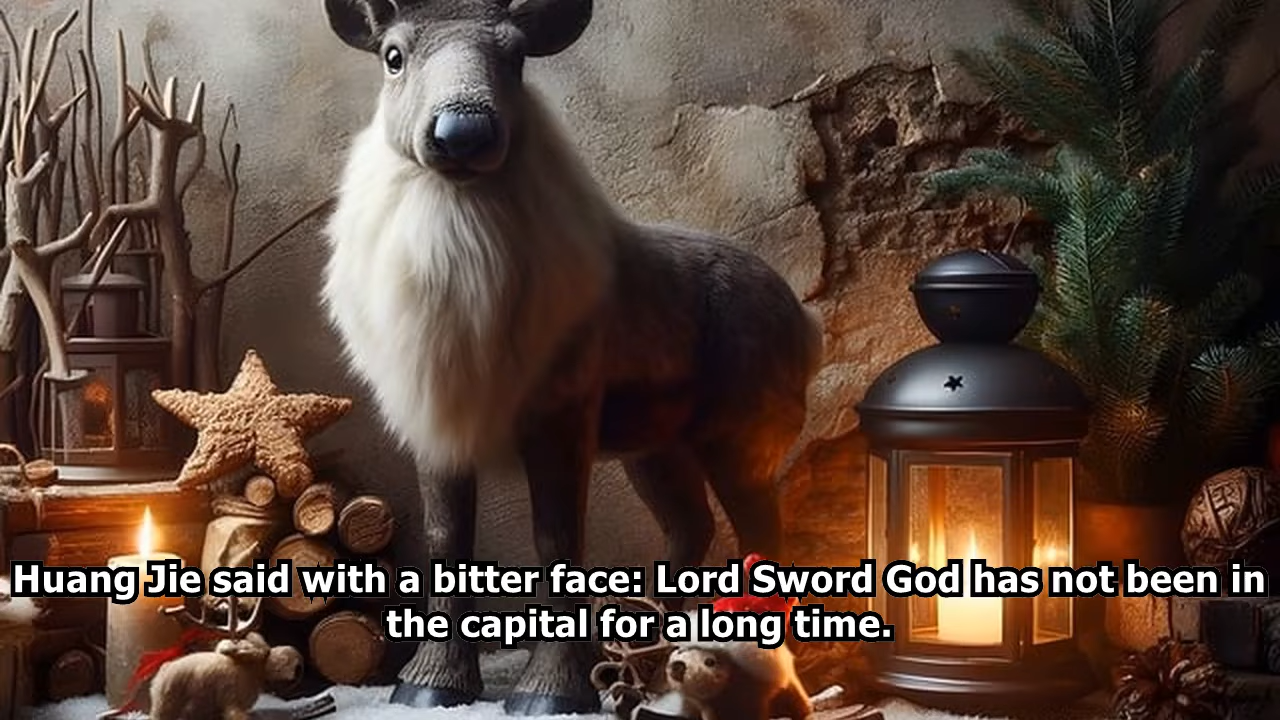 Huang Jie said with a bitter face: Lord Sword God has not been in
the capital for a long time.